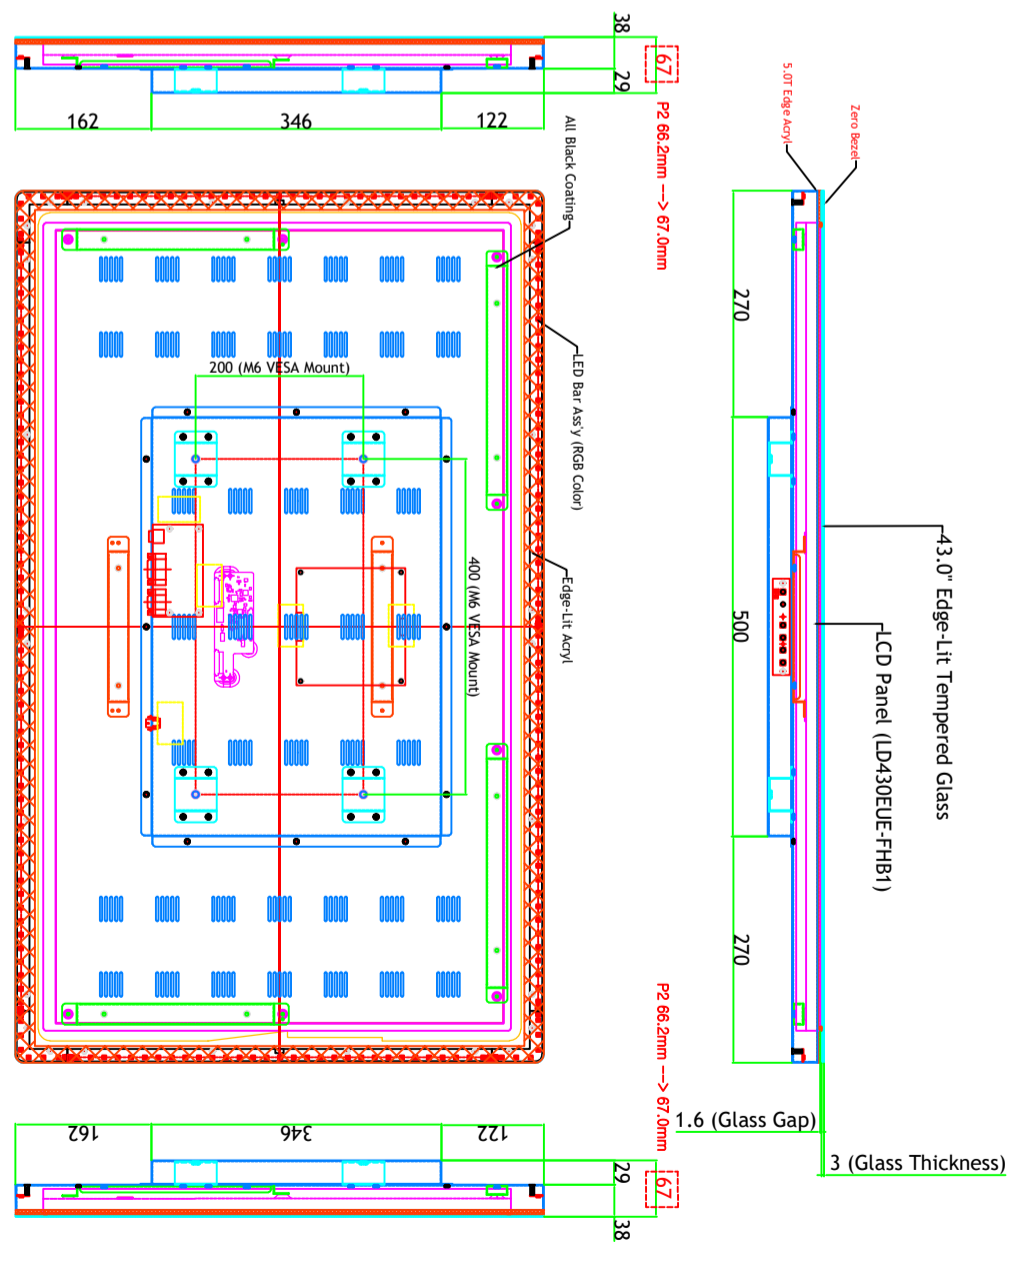 38
29
67
P2 66.2mm ---> 67.0mm
162
346
122
All Black Coating
5.0T Edge Acryl
Zero Bezel
270
200 (M6 VESA Mount)
LED Bar Ass'y (RGB Color)
400 (M6 VESA Mount)
Edge-Lit Acryl
500
43.0" Edge-Lit Tempered Glass
LCD Panel (LD430EUE-FHB1)
270
P2 66.2mm ---> 67.0mm
1.6 (Glass Gap)
3 (Glass Thickness)
162
346
122
29
67
38